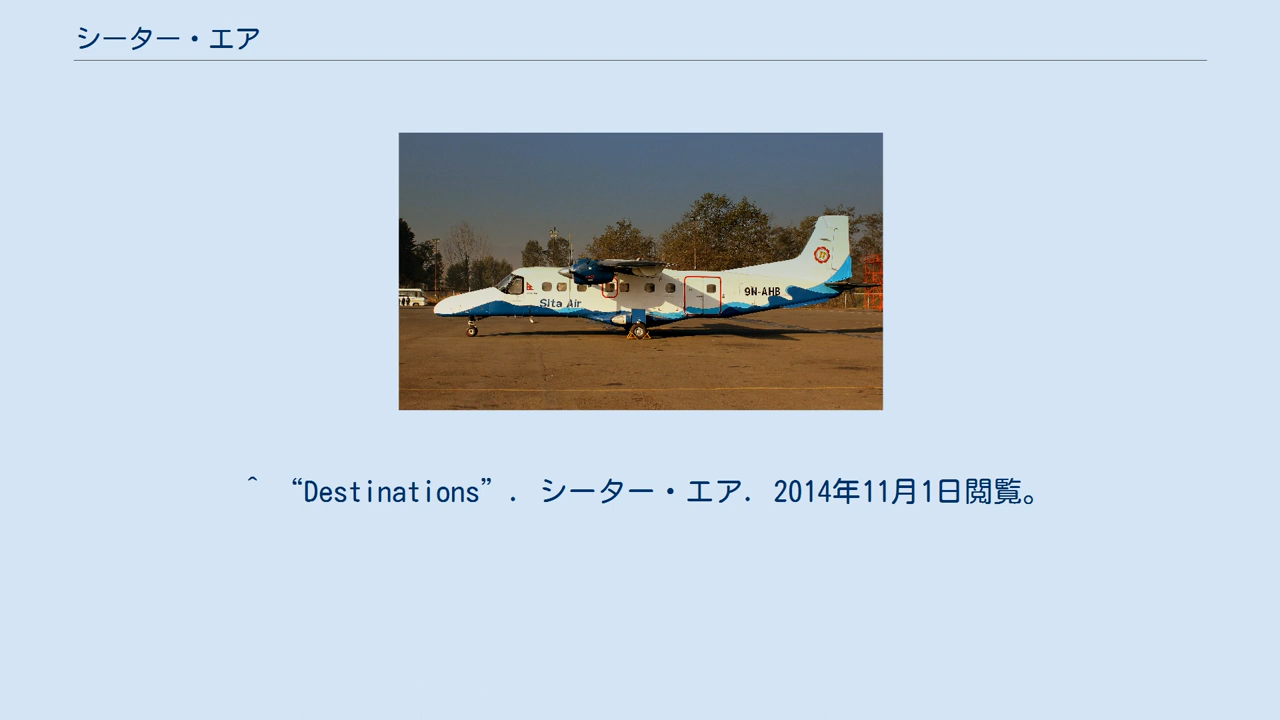 シーター・エア
Sita Air
9N-AHB
^ “Destinations”. シーター・エア. 2014年11月1日閲覧。